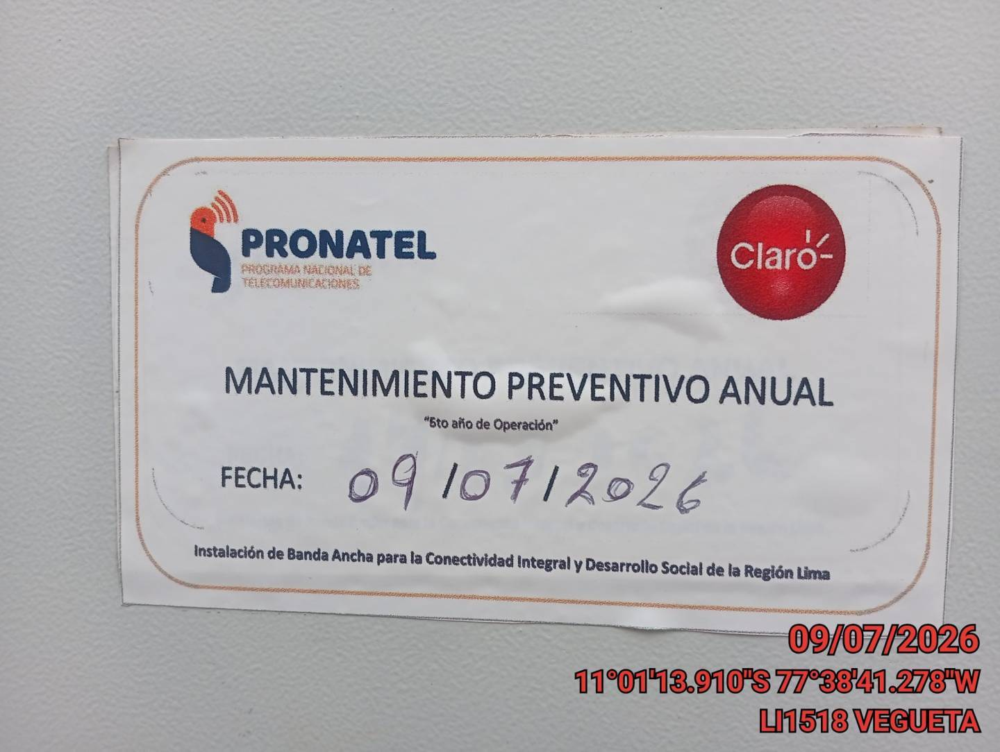 PRONATEL
PROGRAMA NACIONAL DE
TELECOMUNICACIONES
Claro
MANTENIMIENTO PREVENTIVO ANUAL
"5to año de Operación"
FECHA: 09/07/2026
Instalación de Banda Ancha para la Conectividad Integral y Desarrollo Social de la Región Lima
09/07/2026
11°01'13.910"S 77°38'41.278"W
LI1518 VEGUETA